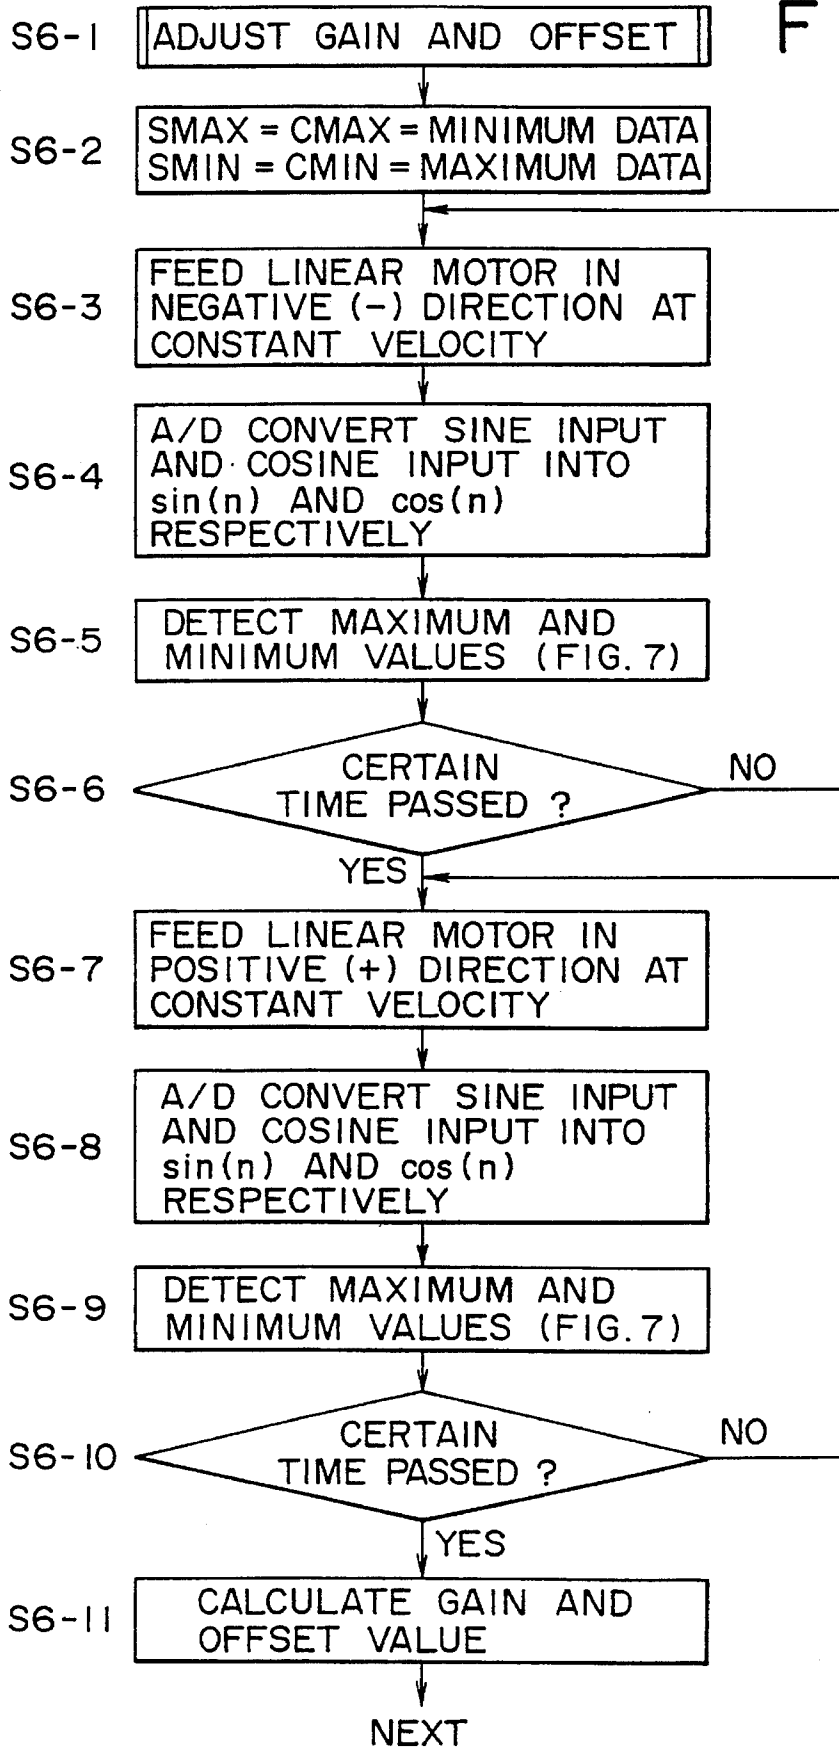 F
S6-1 ADJUST GAIN AND OFFSET
S6-2
SMAX = CMAX = MINIMUM DATA
SMIN = CMIN = MAXIMUM DATA
S6-3
FEED LINEAR MOTOR IN
NEGATIVE (-) DIRECTION AT
CONSTANT VELOCITY
S6-4
A/D CONVERT SINE INPUT
AND COSINE INPUT INTO
sin(n) AND cos(n)
RESPECTIVELY
S6-5
DETECT MAXIMUM AND
MINIMUM VALUES (FIG. 7)
S6-6
CERTAIN
TIME PASSED ?
NO
YES
S6-7
FEED LINEAR MOTOR IN
POSITIVE (+) DIRECTION AT
CONSTANT VELOCITY
S6-8
A/D CONVERT SINE INPUT
AND COSINE INPUT INTO
sin(n) AND cos(n)
RESPECTIVELY
S6-9
DETECT MAXIMUM AND
MINIMUM VALUES (FIG. 7)
S6-10
CERTAIN
TIME PASSED ?
NO
YES
S6-11
CALCULATE GAIN AND
OFFSET VALUE
NEXT